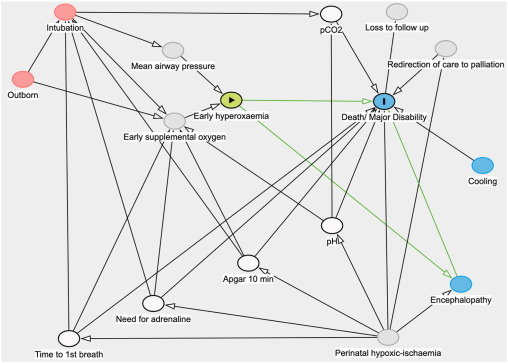 Intubation
pCO2
Loss to follow up
Mean airway pressure
Redirection of care to palliation
Outborn
Early hyperoxaemia
Death/ Major Disability
Early supplemental oxygen
Cooling
pH
Apgar 10 min
Encephalopathy
Need for adrenaline
Time to 1st breath
Perinatal hypoxic-ischaemia